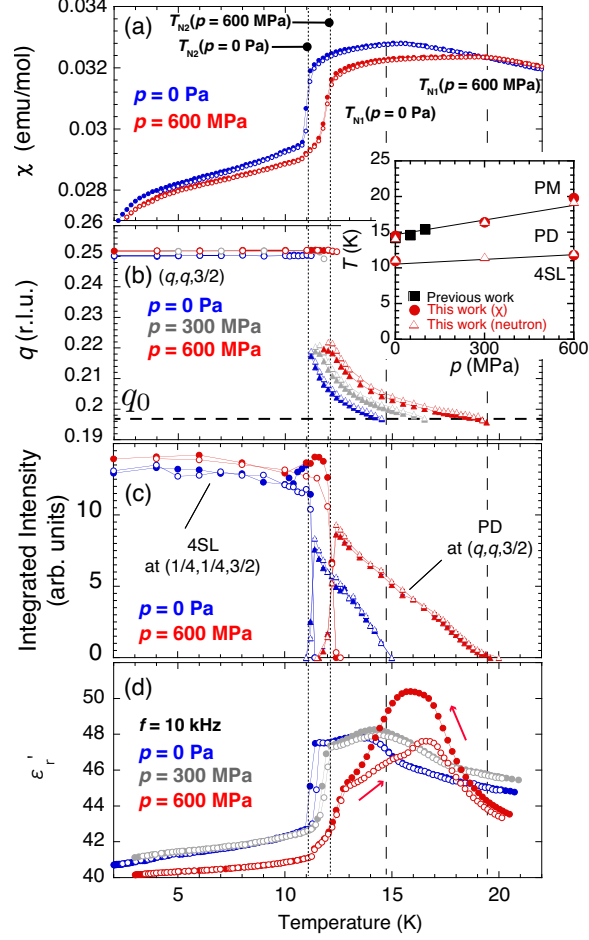 (a)
T_N2(p = 600 MPa)
T_N2(p = 0 Pa)
0.034
0.032
0.03
0.028
0.26
χ (emu/mol)
p = 0 Pa
p = 600 MPa
T_N1(p = 600 MPa)
T_N1(p = 0 Pa)
25
20
15
10
5
0
T (K)
PM
PD
4SL
Previous work
This work (χ)
This work (neutron)
0
300
600
p (MPa)
(b)
(q,q,3/2)
0.26
0.25
0.24
0.23
0.22
0.21
0.2
0.19
q (r.l.u.)
p = 0 Pa
p = 300 MPa
p = 600 MPa
q0
(c)
10
5
0
Integrated Intensity
(arb. units)
4SL
at (1/4,1/4,3/2)
PD
at (q,q,3/2)
p = 0 Pa
p = 600 MPa
(d)
50
48
46
44
42
40
εr'
f = 10 kHz
p = 0 Pa
p = 300 MPa
p = 600 MPa
5
10
15
20
Temperature (K)